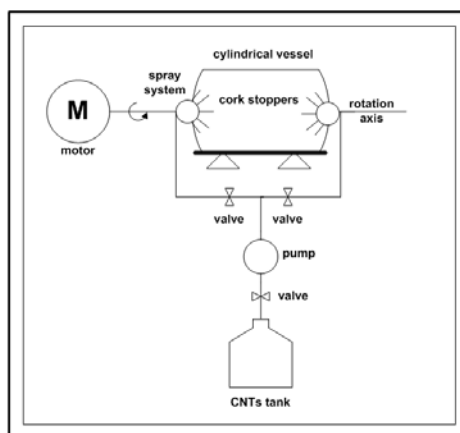 cylindrical vessel
spray
system
cork stoppers
rotation
axis
M
motor
valve
valve
pump
valve
CNTs tank